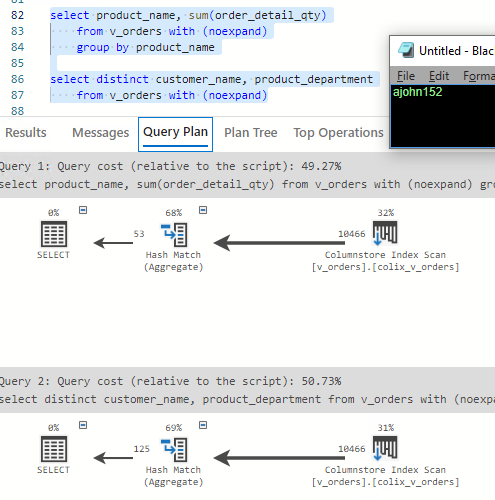 81
82 select product_name, sum(order_detail_qty)
83 from v_orders with (noexpand)
84 group by product_name
85
86 select distinct customer_name, product_department
87 from v_orders with (noexpand)
88
Untitled - Blac
File Edit Forma
ajohn152
Results Messages Query Plan Plan Tree Top Operations
Query 1: Query cost (relative to the script): 49.27%
select product_name, sum(order_detail_qty) from v_orders with (noexpand) gro
0% 68% 32%
53 10466
SELECT Hash Match Columnstore Index Scan
(Aggregate) [v_orders].[colix_v_orders]
Query 2: Query cost (relative to the script): 50.73%
select distinct customer_name, product_department from v_orders with (noexpa
0% 69% 31%
125 10466
SELECT Hash Match Columnstore Index Scan
(Aggregate) [v_orders].[colix_v_orders]